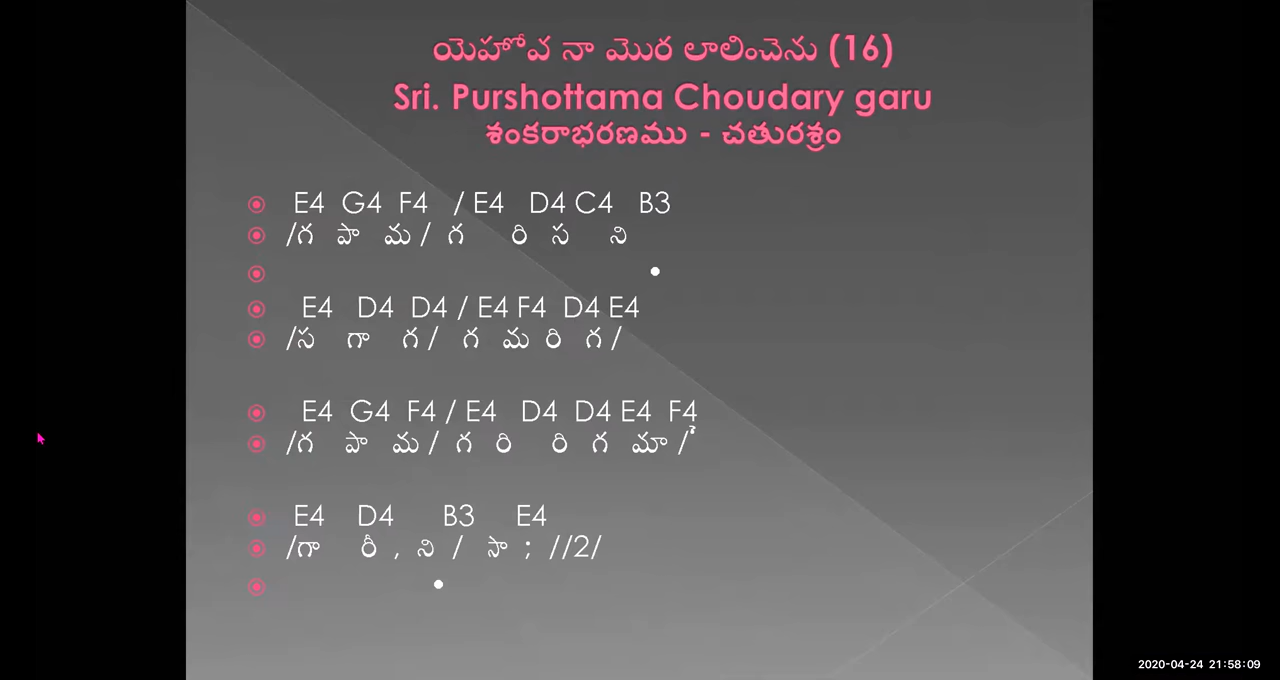 యెహోవ నా మొర లాలించెను (16)
Sri. Purshottama Choudary garu
శంకరాభరణము - చతురశ్రం
E4 G4 F4 / E4 D4 C4 B3
/గ పా మ / గ రి స ని
•
E4 D4 D4 / E4 F4 D4 E4
/స గా గ / గ మ రి గ /
E4 G4 F4 / E4 D4 D4 E4 F4
/గ పా మ / గ రి రి గ మా /
E4 D4 B3 E4
/గా రీ , ని / సా ; //2/
•
2020-04-24 21:58:09